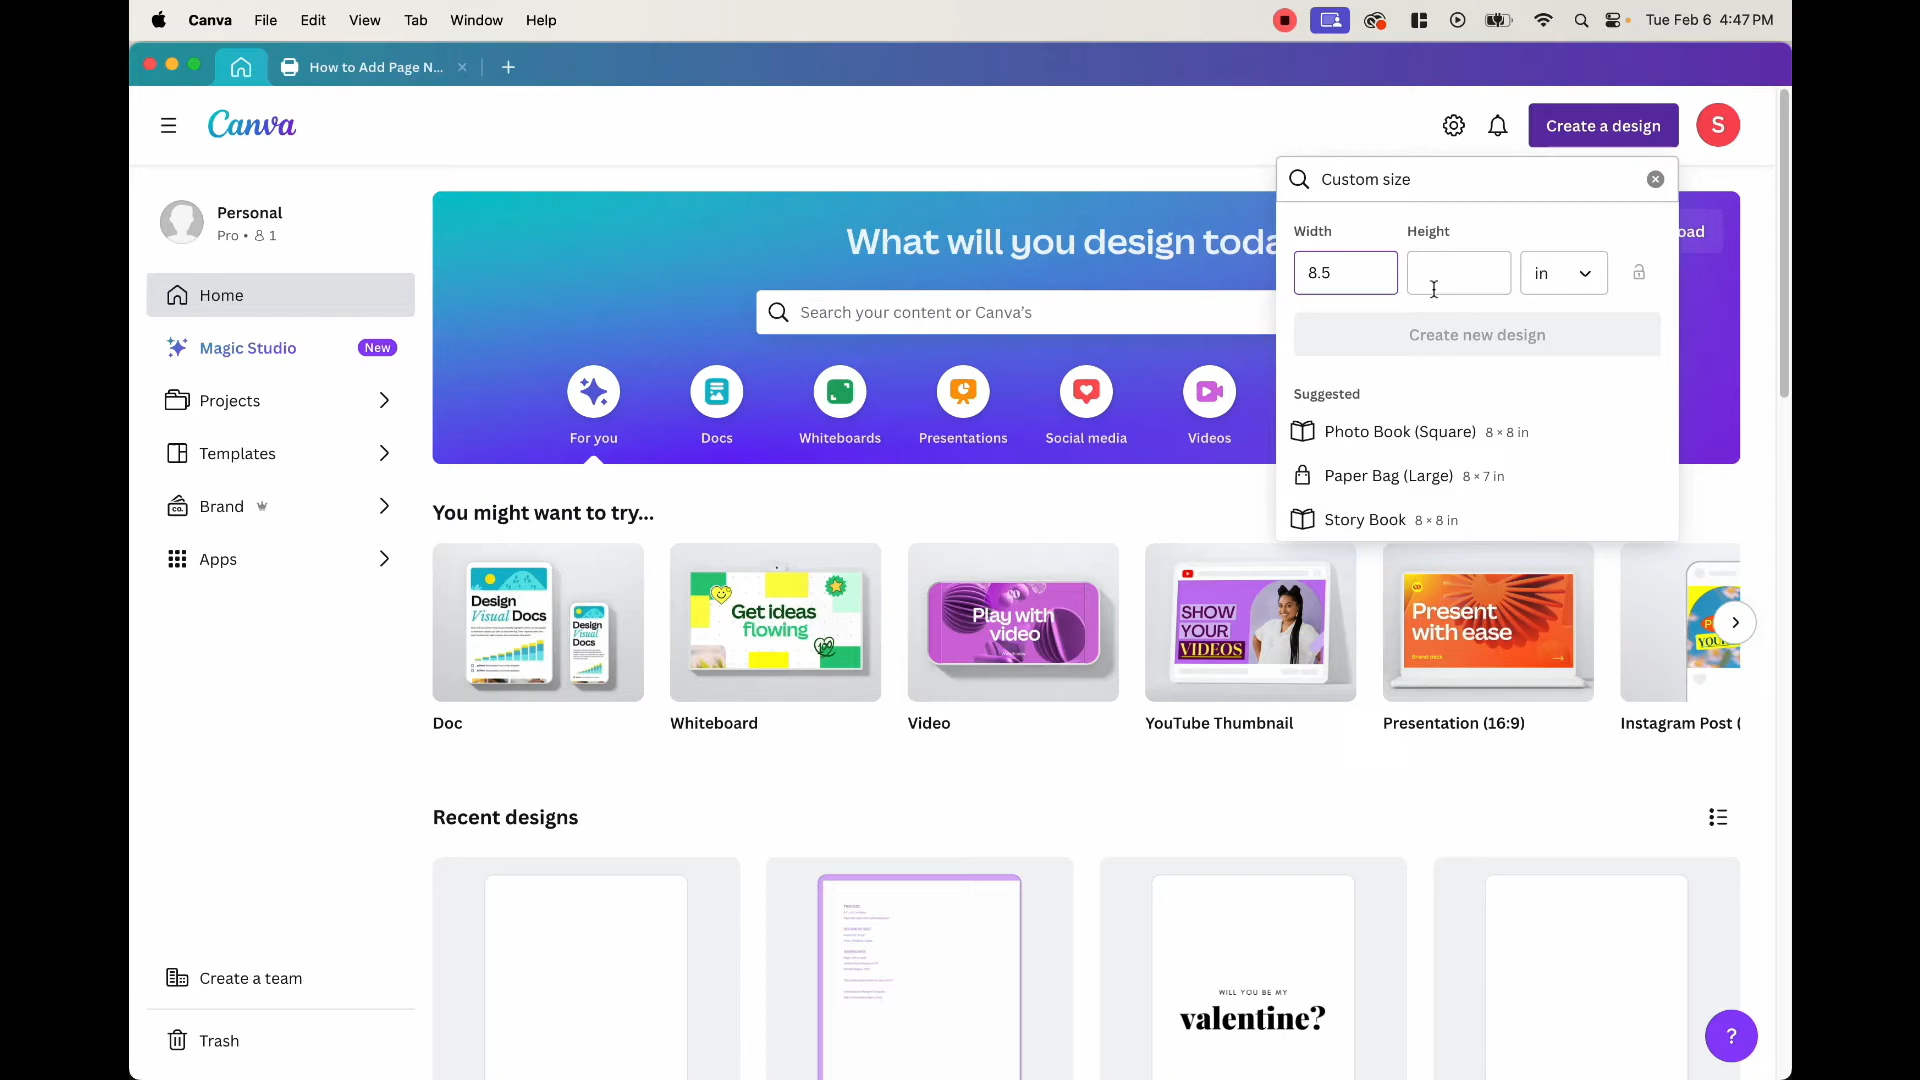 Canva File Edit View Tab Window Help Tue Feb 6 4:47 PM
How to Add Page N...
Canva
Create a design
S
Custom size
Personal
Pro • 1
Width Height
8.5 in
Create new design
Suggested
Photo Book (Square) 8 × 8 in
Paper Bag (Large) 8 × 7 in
Story Book 8 × 8 in
What will you design toda
oad
Search your content or Canva's
For you Docs Whiteboards Presentations Social media Videos
Home
Magic Studio New
Projects
Templates
Brand
Apps
Create a team
Trash
You might want to try...
Design
Visual Docs
Design
Visual
Docs
Get ideas
flowing
Play with
video
SHOW
YOUR
VIDEOS
Present
with ease
Doc Whiteboard Video YouTube Thumbnail Presentation (16:9) Instagram Post (
Recent designs
WILL YOU BE MY
valentine?
?